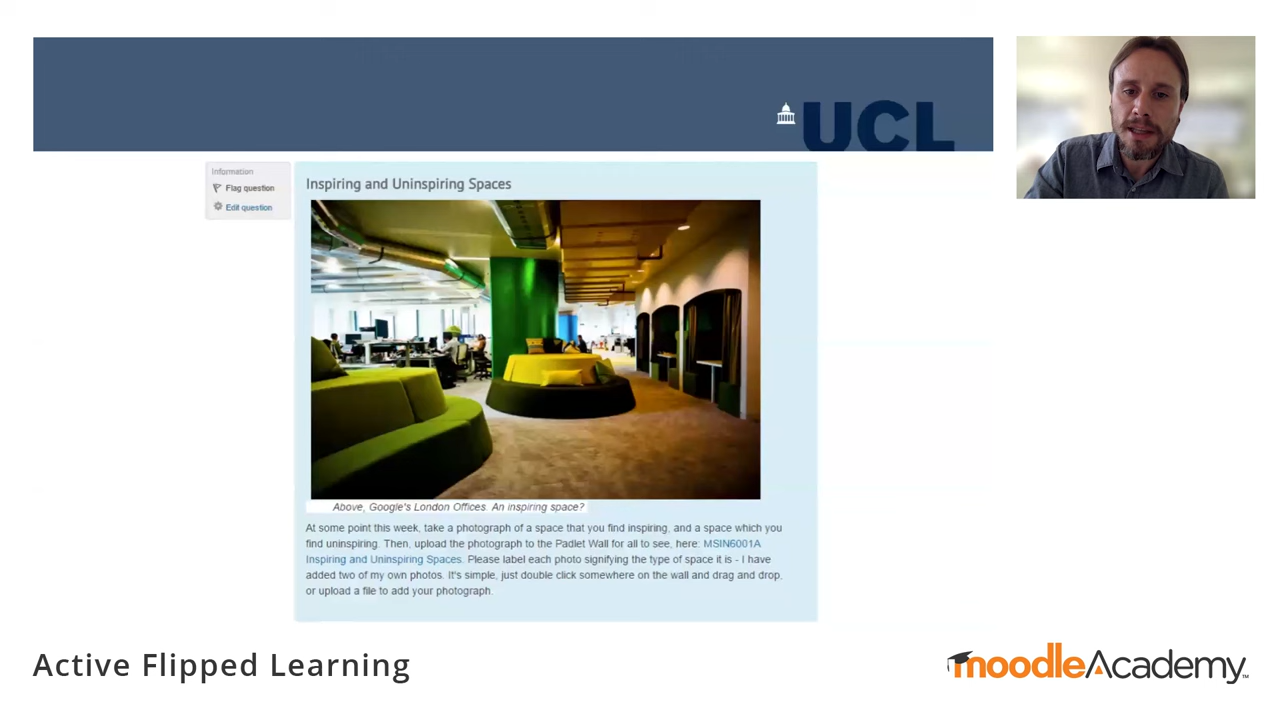 UCL
Information
Flag question
Edit question
Inspiring and Uninspiring Spaces
Above, Google's London Offices. An inspiring space?
At some point this week, take a photograph of a space that you find inspiring, and a space which you
find uninspiring. Then, upload the photograph to the Padlet Wall for all to see, here: MSIN6001A
Inspiring and Uninspiring Spaces. Please label each photo signifying the type of space it is - I have
added two of my own photos. It's simple, just double click somewhere on the wall and drag and drop,
or upload a file to add your photograph.
Active Flipped Learning
moodleAcademy™